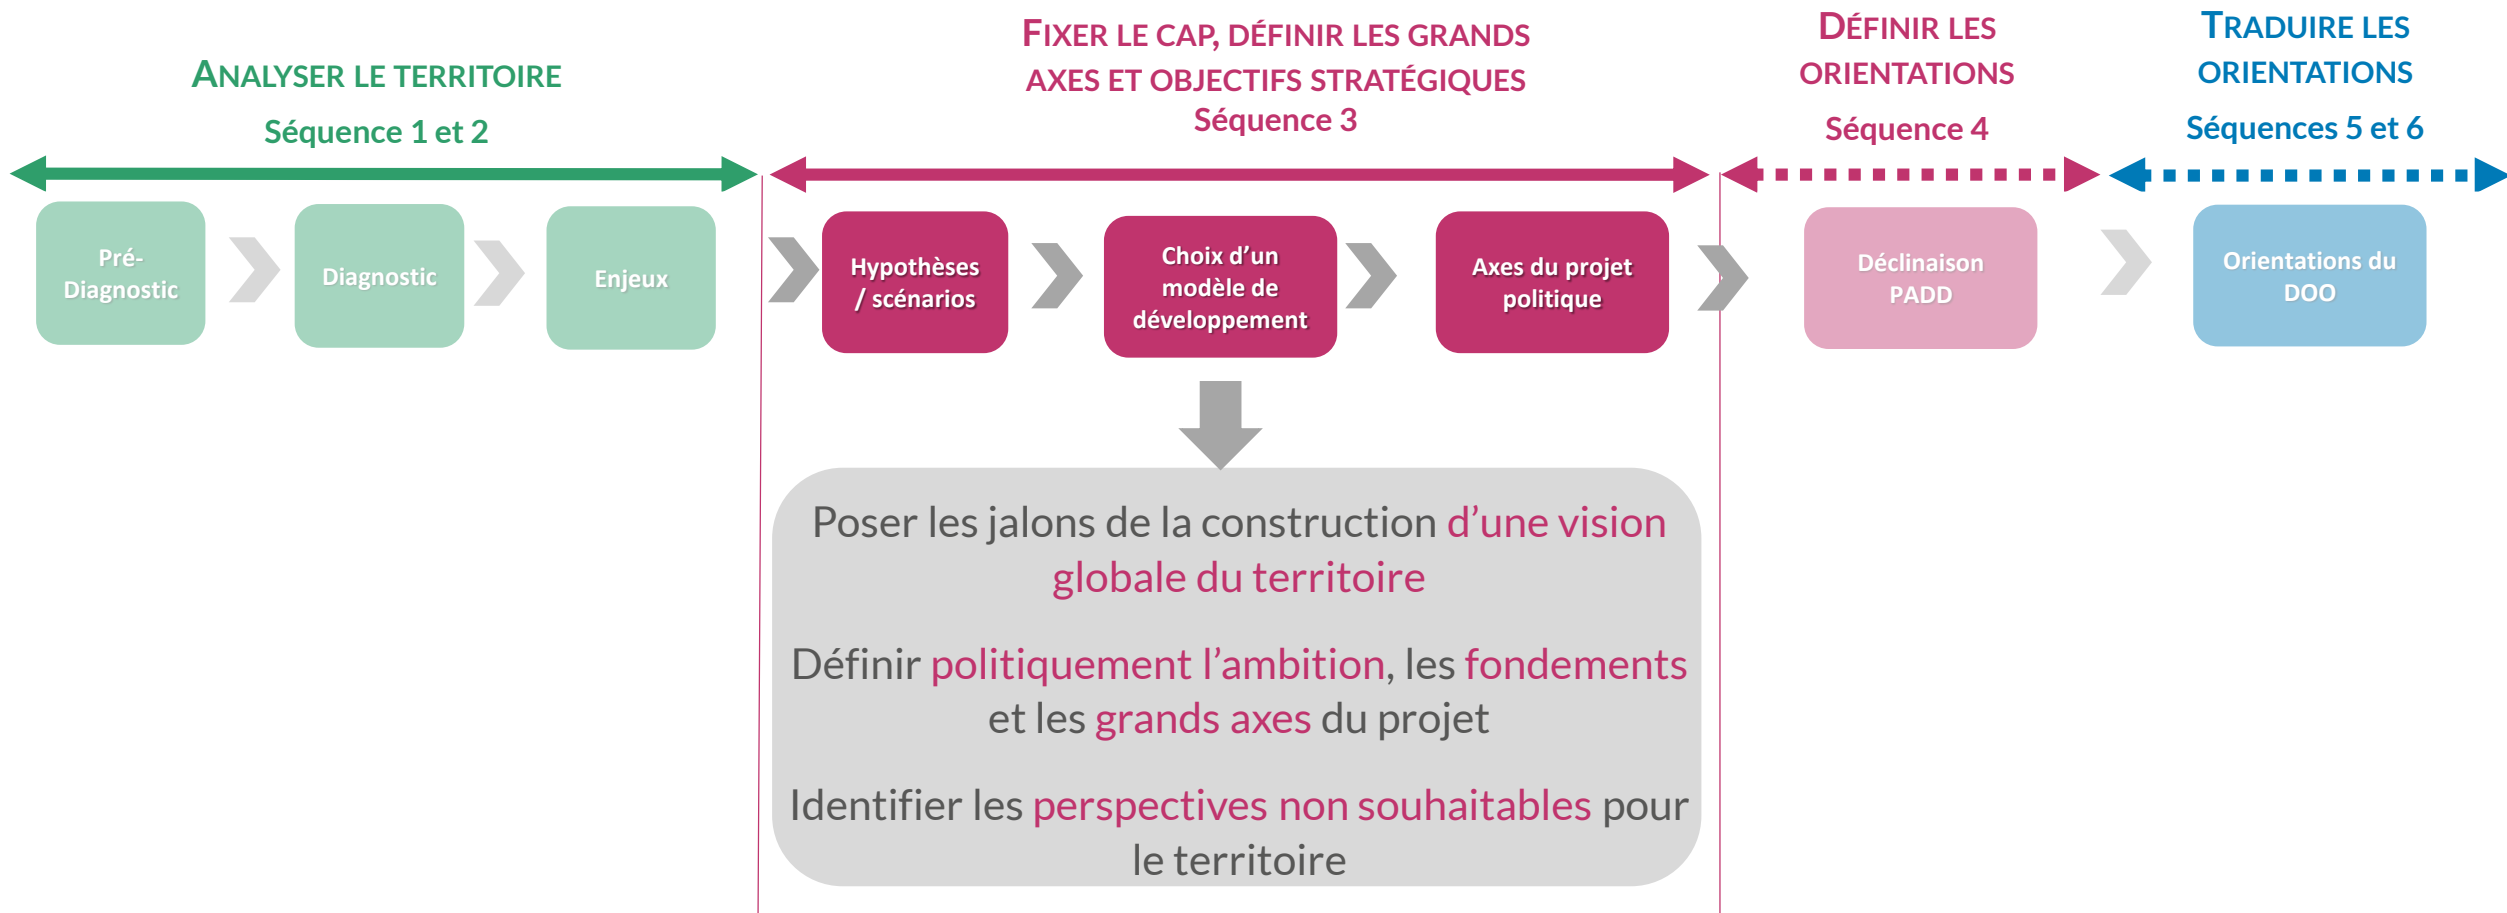 ANALYSER LE TERRITOIRE
Séquence 1 et 2
FIXER LE CAP, DÉFINIR LES GRANDS
AXES ET OBJECTIFS STRATÉGIQUES
Séquence 3
DÉFINIR LES
ORIENTATIONS
Séquence 4
TRADUIRE LES
ORIENTATIONS
Séquences 5 et 6
Pré-
Diagnostic
Diagnostic
Enjeux
Hypothèses
/ scénarios
Choix d’un
modèle de
développement
Axes du projet
politique
Déclinaison
PADD
Orientations du
DOO
Poser les jalons de la construction d’une vision
globale du territoire
Définir politiquement l’ambition, les fondements
et les grands axes du projet
Identifier les perspectives non souhaitables pour
le territoire